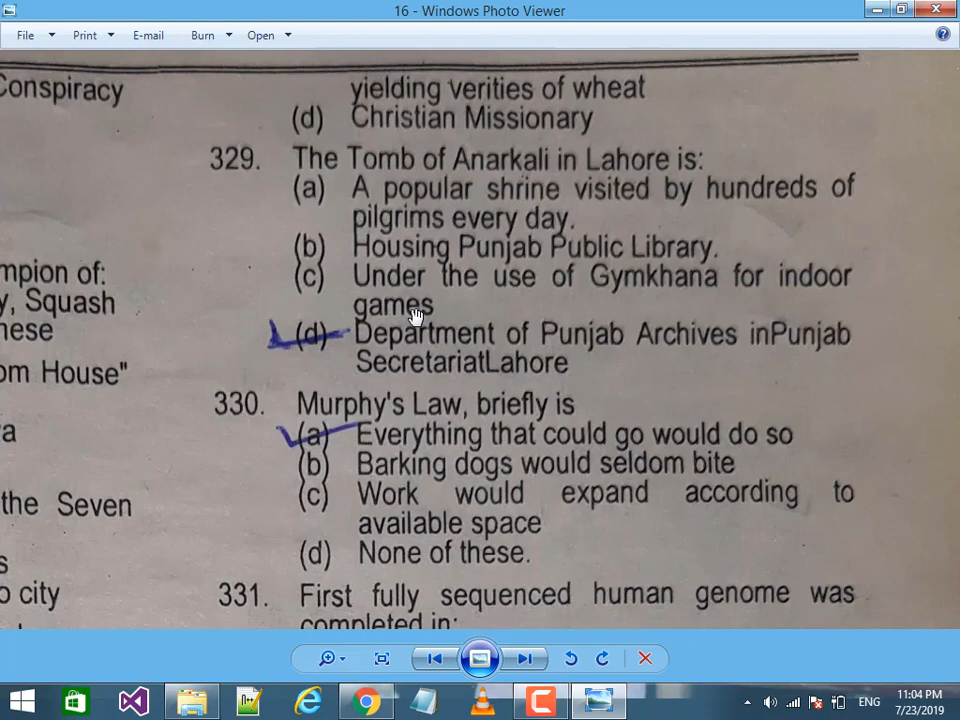 16 - Windows Photo Viewer
File Print E-mail Burn Open
Conspiracy
mpion of:
y, Squash
nese
om House"
a
the Seven
s
o city
yielding verities of wheat
(d) Christian Missionary
329. The Tomb of Anarkali in Lahore is:
(a) A popular shrine visited by hundreds of
pilgrims every day.
(b) Housing Punjab Public Library.
(c) Under the use of Gymkhana for indoor
games
(d) Department of Punjab Archives inPunjab
SecretariatLahore
330. Murphy's Law, briefly is
(a) Everything that could go would do so
(b) Barking dogs would seldom bite
(c) Work would expand according to
available space
(d) None of these.
331. First fully sequenced human genome was
completed in:
ENG
11:04 PM
7/23/2019